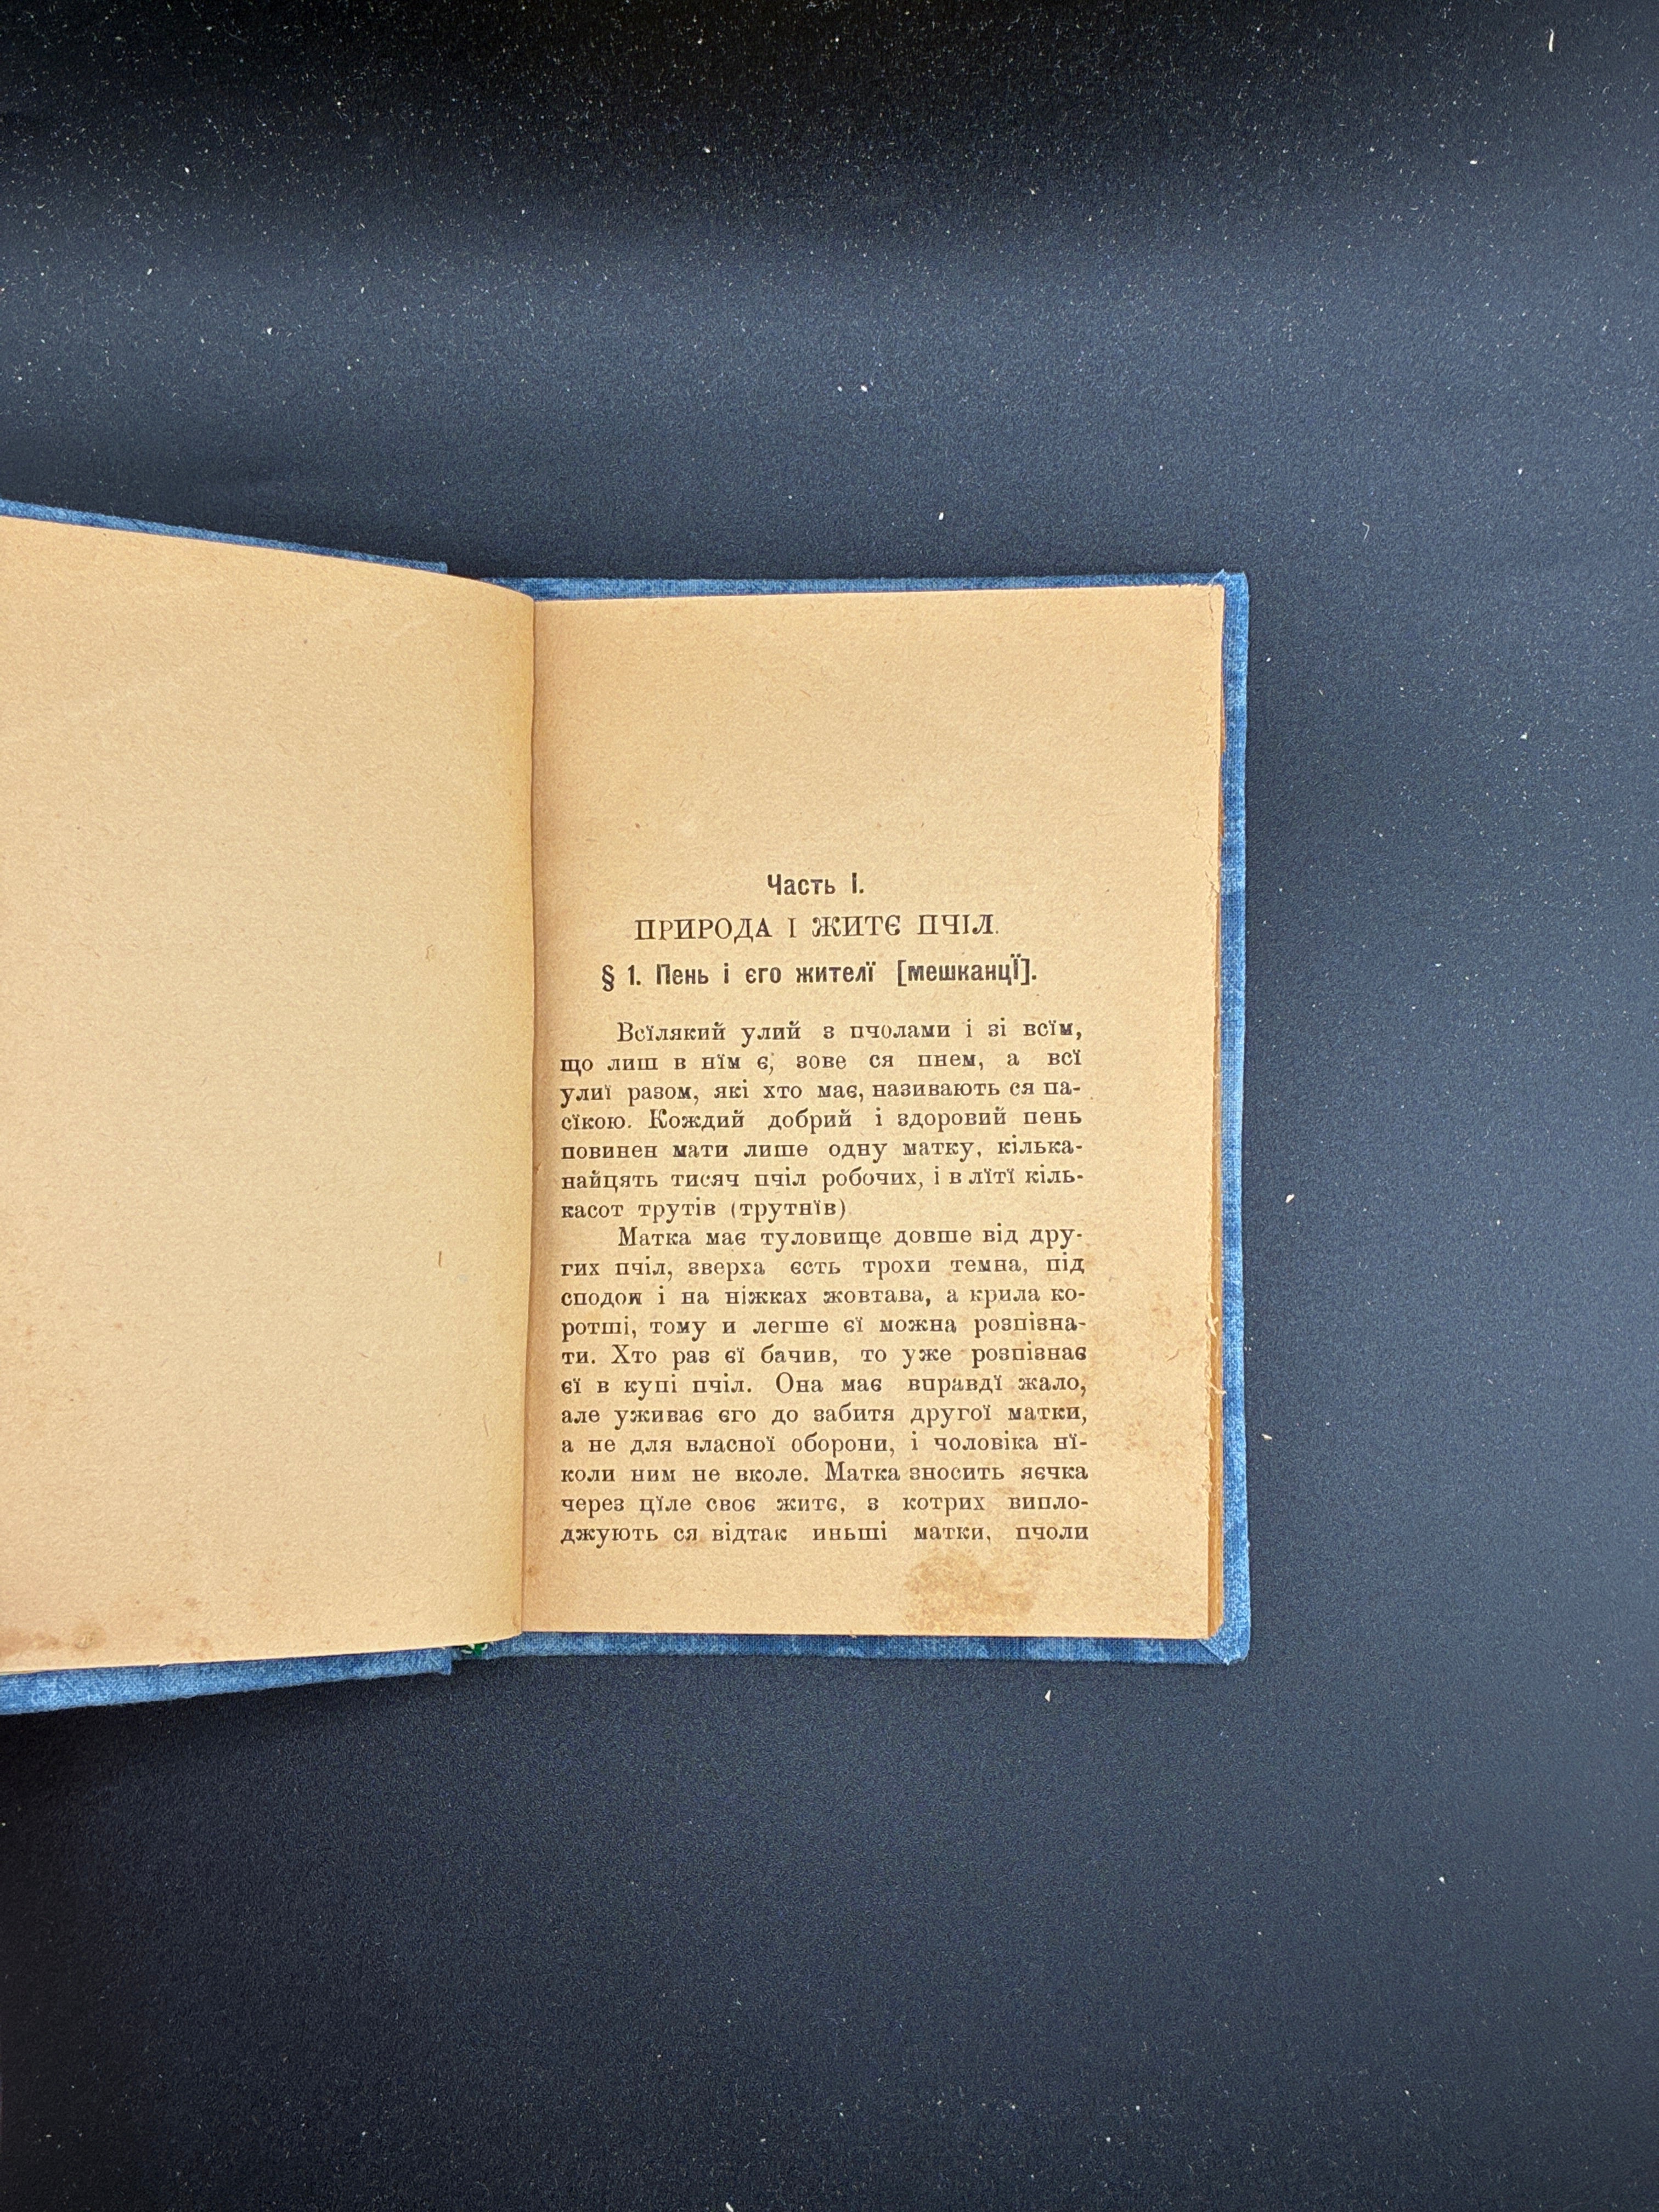 Часть І.
ПРИРОДА І ЖИТЄ ПЧІЛ.
§ 1. Пень і єго жителї [мешканцЇ].
Всїлякий улий з пчолами і зі всїм,
що лиш в нїм є, зове ся пнем, а всї
улиї разом, які хто має, називають ся па-
сїкою. Кождий добрий і здоровий пень
повинен мати лише одну матку, кілька-
найцять тисяч пчіл робочих, і в лїтї кіль-
касот трутів (трутнїв)
Матка має туловище довше від дру-
гих пчіл, зверха єсть трохи темна, під
сподом і на ніжках жовтава, а крила ко-
ротші, тому и легше єї можна розпізна-
ти. Хто раз єї бачив, то уже розпізнає
єї в купі пчіл. Она має вправдї жало,
але уживає єго до забитя другої матки,
а не для власної оборони, і чоловіка нї-
коли ним не вколе. Матка зносить яєчка
через цїле своє житє, з котрих випло-
джують ся відтак иньші матки, пчоли